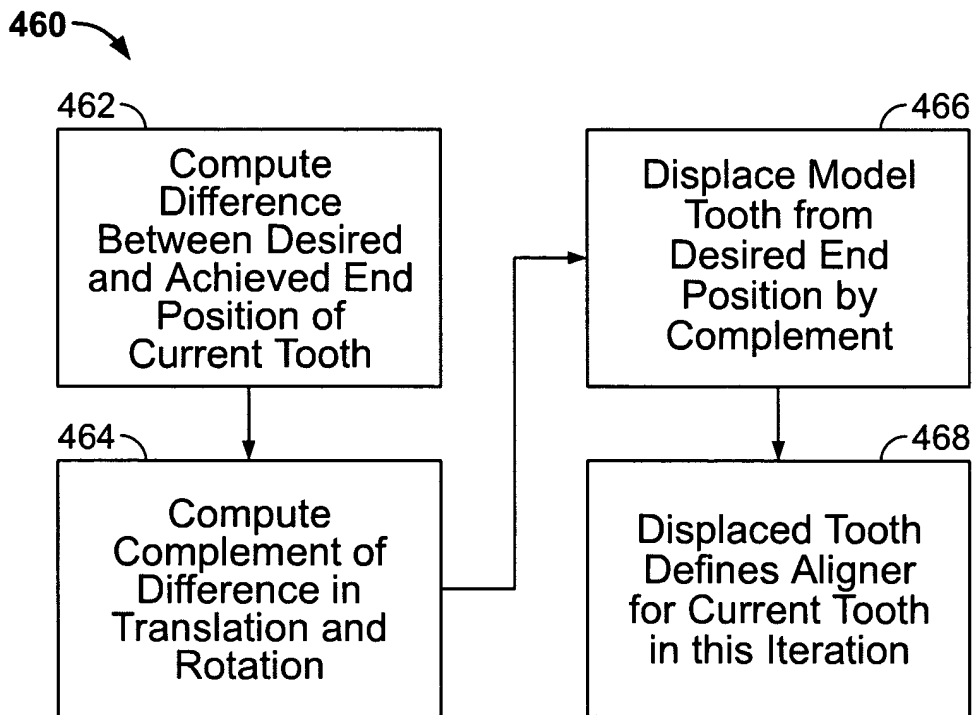 460
462
Compute
Difference
Between Desired
and Achieved End
Position of
Current Tooth
464
Compute
Complement of
Difference in
Translation and
Rotation
466
Displace Model
Tooth from
Desired End
Position by
Complement
468
Displaced Tooth
Defines Aligner
for Current Tooth
in this Iteration